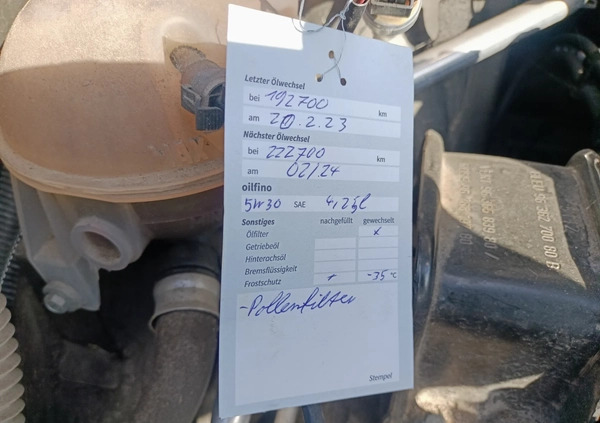 Letzter Ölwechsel
bei 192700 km
am 20.2.23
Nächster Ölwechsel
bei 222700 km
am 02/24
oilfino
5W30 SAE 4,25l
Sonstiges nachgefüllt gewechselt
Ölfilter x
Getriebeöl
Hinterachsöl
Bremsflüssigkeit
Frostschutz - -35 °C
-Pollenfilter
Stempel